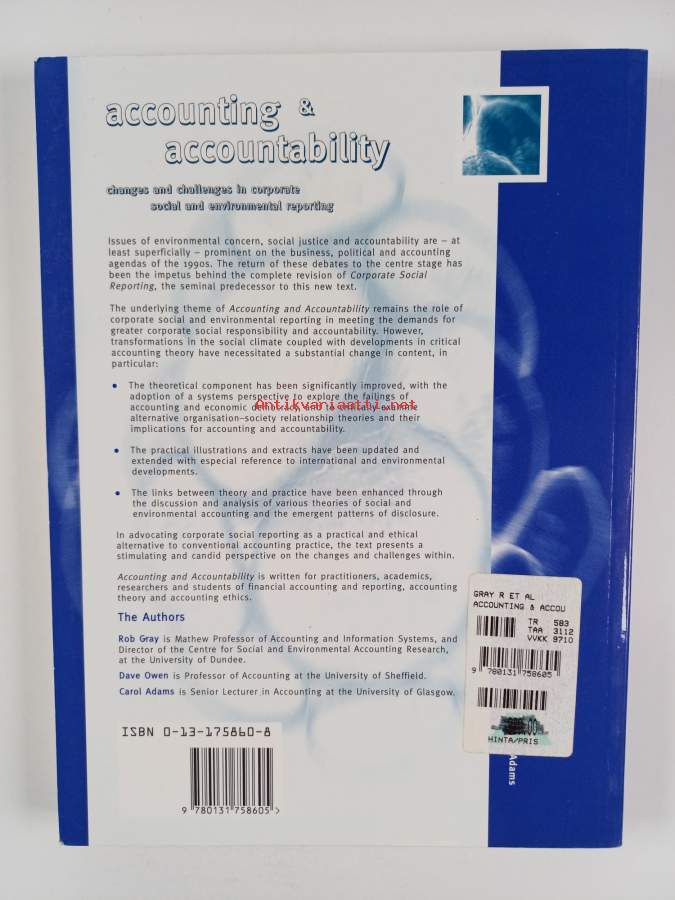 accounting &
accountability
changes and challenges in corporate
social and environmental reporting
Issues of environmental concern, social justice and accountability are – at
least superficially – prominent on the business, political and accounting
agendas of the 1990s. The return of these debates to the centre stage has
been the impetus behind the complete revision of Corporate Social
Reporting, the seminal predecessor to this new text.
The underlying theme of Accounting and Accountability remains the role of
corporate social and environmental reporting in meeting the demands for
greater corporate social responsibility and accountability. However,
transformations in the social climate coupled with developments in critical
accounting theory have necessitated a substantial change in content, in
particular:
• The theoretical component has been significantly improved, with the
adoption of a systems perspective to explore the failings of
accounting and economic democracy, and to critically examine
Antikvariaatti.net
alternative organisation–society relationship theories and their
implications for accounting and accountability.
• The practical illustrations and extracts have been updated and
extended with especial reference to international and environmental
developments.
• The links between theory and practice have been enhanced through
the discussion and analysis of various theories of social and
environmental accounting and the emergent patterns of disclosure.
In advocating corporate social reporting as a practical and ethical
alternative to conventional accounting practice, the text presents a
stimulating and candid perspective on the changes and challenges within.
Accounting and Accountability is written for practitioners, academics,
researchers and students of financial accounting and reporting, accounting
theory and accounting ethics.
The Authors
Rob Gray is Mathew Professor of Accounting and Information Systems, and
Director of the Centre for Social and Environmental Accounting Research,
at the University of Dundee.
Dave Owen is Professor of Accounting at the University of Sheffield.
Carol Adams is Senior Lecturer in Accounting at the University of Glasgow.
ISBN 0-13-175860-8
9 780131 758605 >
GRAY R ET AL
ACCOUNTING & ACCOU
TR 583
TAA 3112
VVKK 9710
9 780131 758605
HINTA/PRIS
Adams